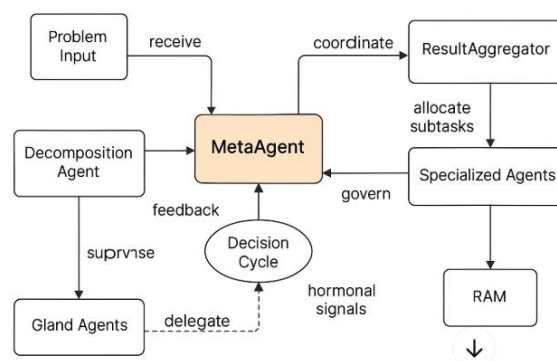 Problem
Input
receive
coordinate
ResultAggregator
allocate
subtasks
MetaAgent
Decomposition
Agent
Specialized Agents
govern
feedback
Decision
Cycle
suprvnse
hormonal
signals
RAM
Gland Agents
delegate